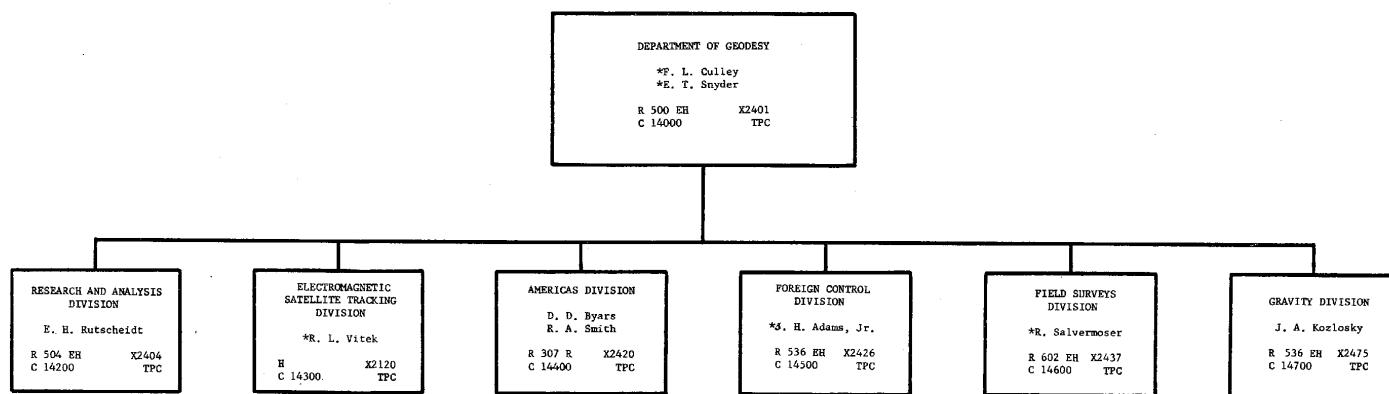 DEPARTMENT OF GEODESY
*F. L. Culley
*E. T. Snyder
R 500 EH X2401
C 14000 TPC
RESEARCH AND ANALYSIS
DIVISION
E. H. Rutscheidt
R 504 EH X2404
C 14200 TPC
ELECTROMAGNETIC
SATELLITE TRACKING
DIVISION
*R. L. Vitek
H X2120
C 14300. TPC
AMERICAS DIVISION
D. D. Byars
R. A. Smith
R 307 R X2420
C 14400 TPC
FOREIGN CONTROL
DIVISION
H. Adams, Jr.
R 536 EH X2426
C 14500 TPC
FIELD SURVEYS
DIVISION
*R. Salvermoser
R 602 EH X2437
C 14600 TPC
GRAVITY DIVISION
J. A. Kozlosky
R 536 EH X2475
C 14700 TPC